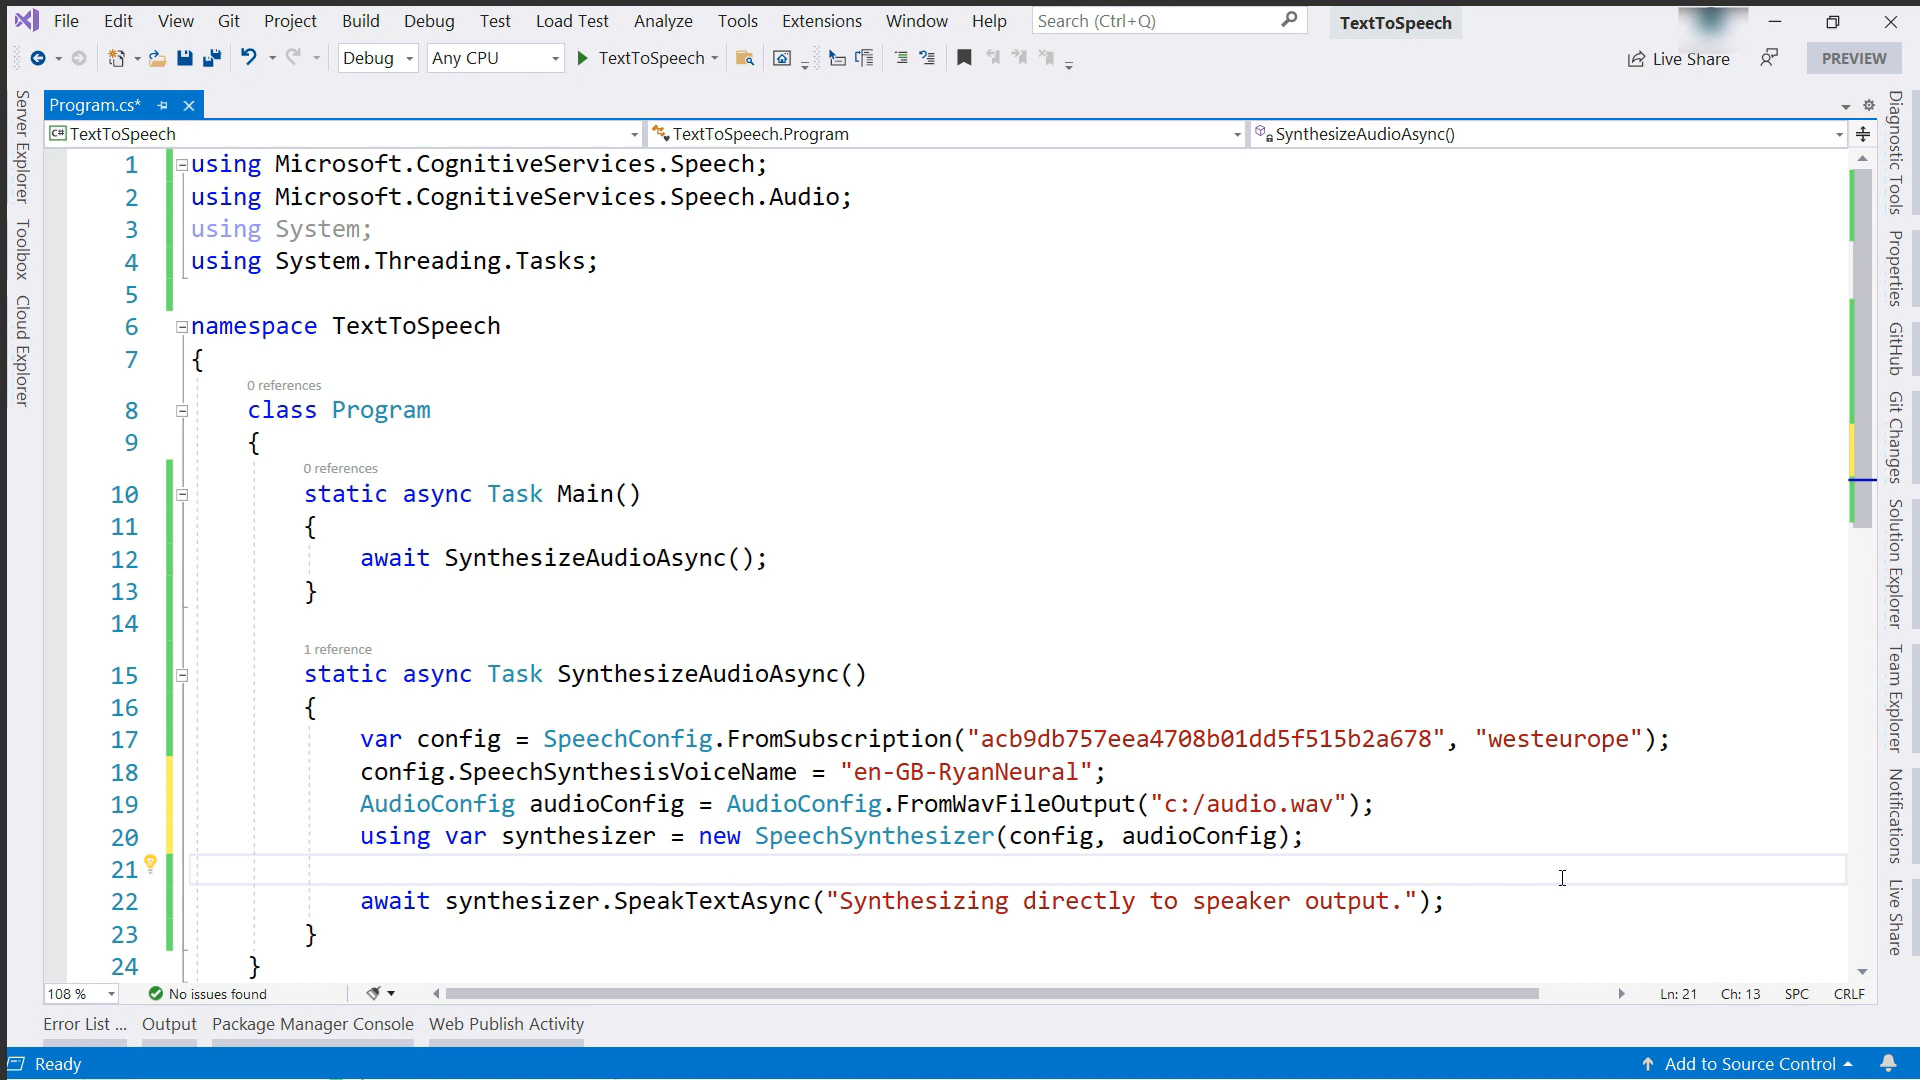 File Edit View Git Project Build Debug Test Load Test Analyze Tools Extensions Window Help Search (Ctrl+Q) TextToSpeech
Debug Any CPU TextToSpeech Live Share PREVIEW
Program.cs*
TextToSpeech TextToSpeech.Program SynthesizeAudioAsync()
Server Explorer
Toolbox
Cloud Explorer
1 using Microsoft.CognitiveServices.Speech;
2 using Microsoft.CognitiveServices.Speech.Audio;
3 using System;
4 using System.Threading.Tasks;
5
6 namespace TextToSpeech
7 {
0 references
8 class Program
9 {
0 references
10 static async Task Main()
11 {
12 await SynthesizeAudioAsync();
13 }
14
1 reference
15 static async Task SynthesizeAudioAsync()
16 {
17 var config = SpeechConfig.FromSubscription("acb9db757eea4708b01dd5f515b2a678", "westeurope");
18 config.SpeechSynthesisVoiceName = "en-GB-RyanNeural";
19 AudioConfig audioConfig = AudioConfig.FromWavFileOutput("c:/audio.wav");
20 using var synthesizer = new SpeechSynthesizer(config, audioConfig);
21
22 await synthesizer.SpeakTextAsync("Synthesizing directly to speaker output.");
23 }
24 }
Diagnostic Tools
Properties
GitHub
Git Changes
Solution Explorer
Team Explorer
Notifications
Live Share
108 % No issues found Ln: 21 Ch: 13 SPC CRLF
Error List ... Output Package Manager Console Web Publish Activity
Ready Add to Source Control